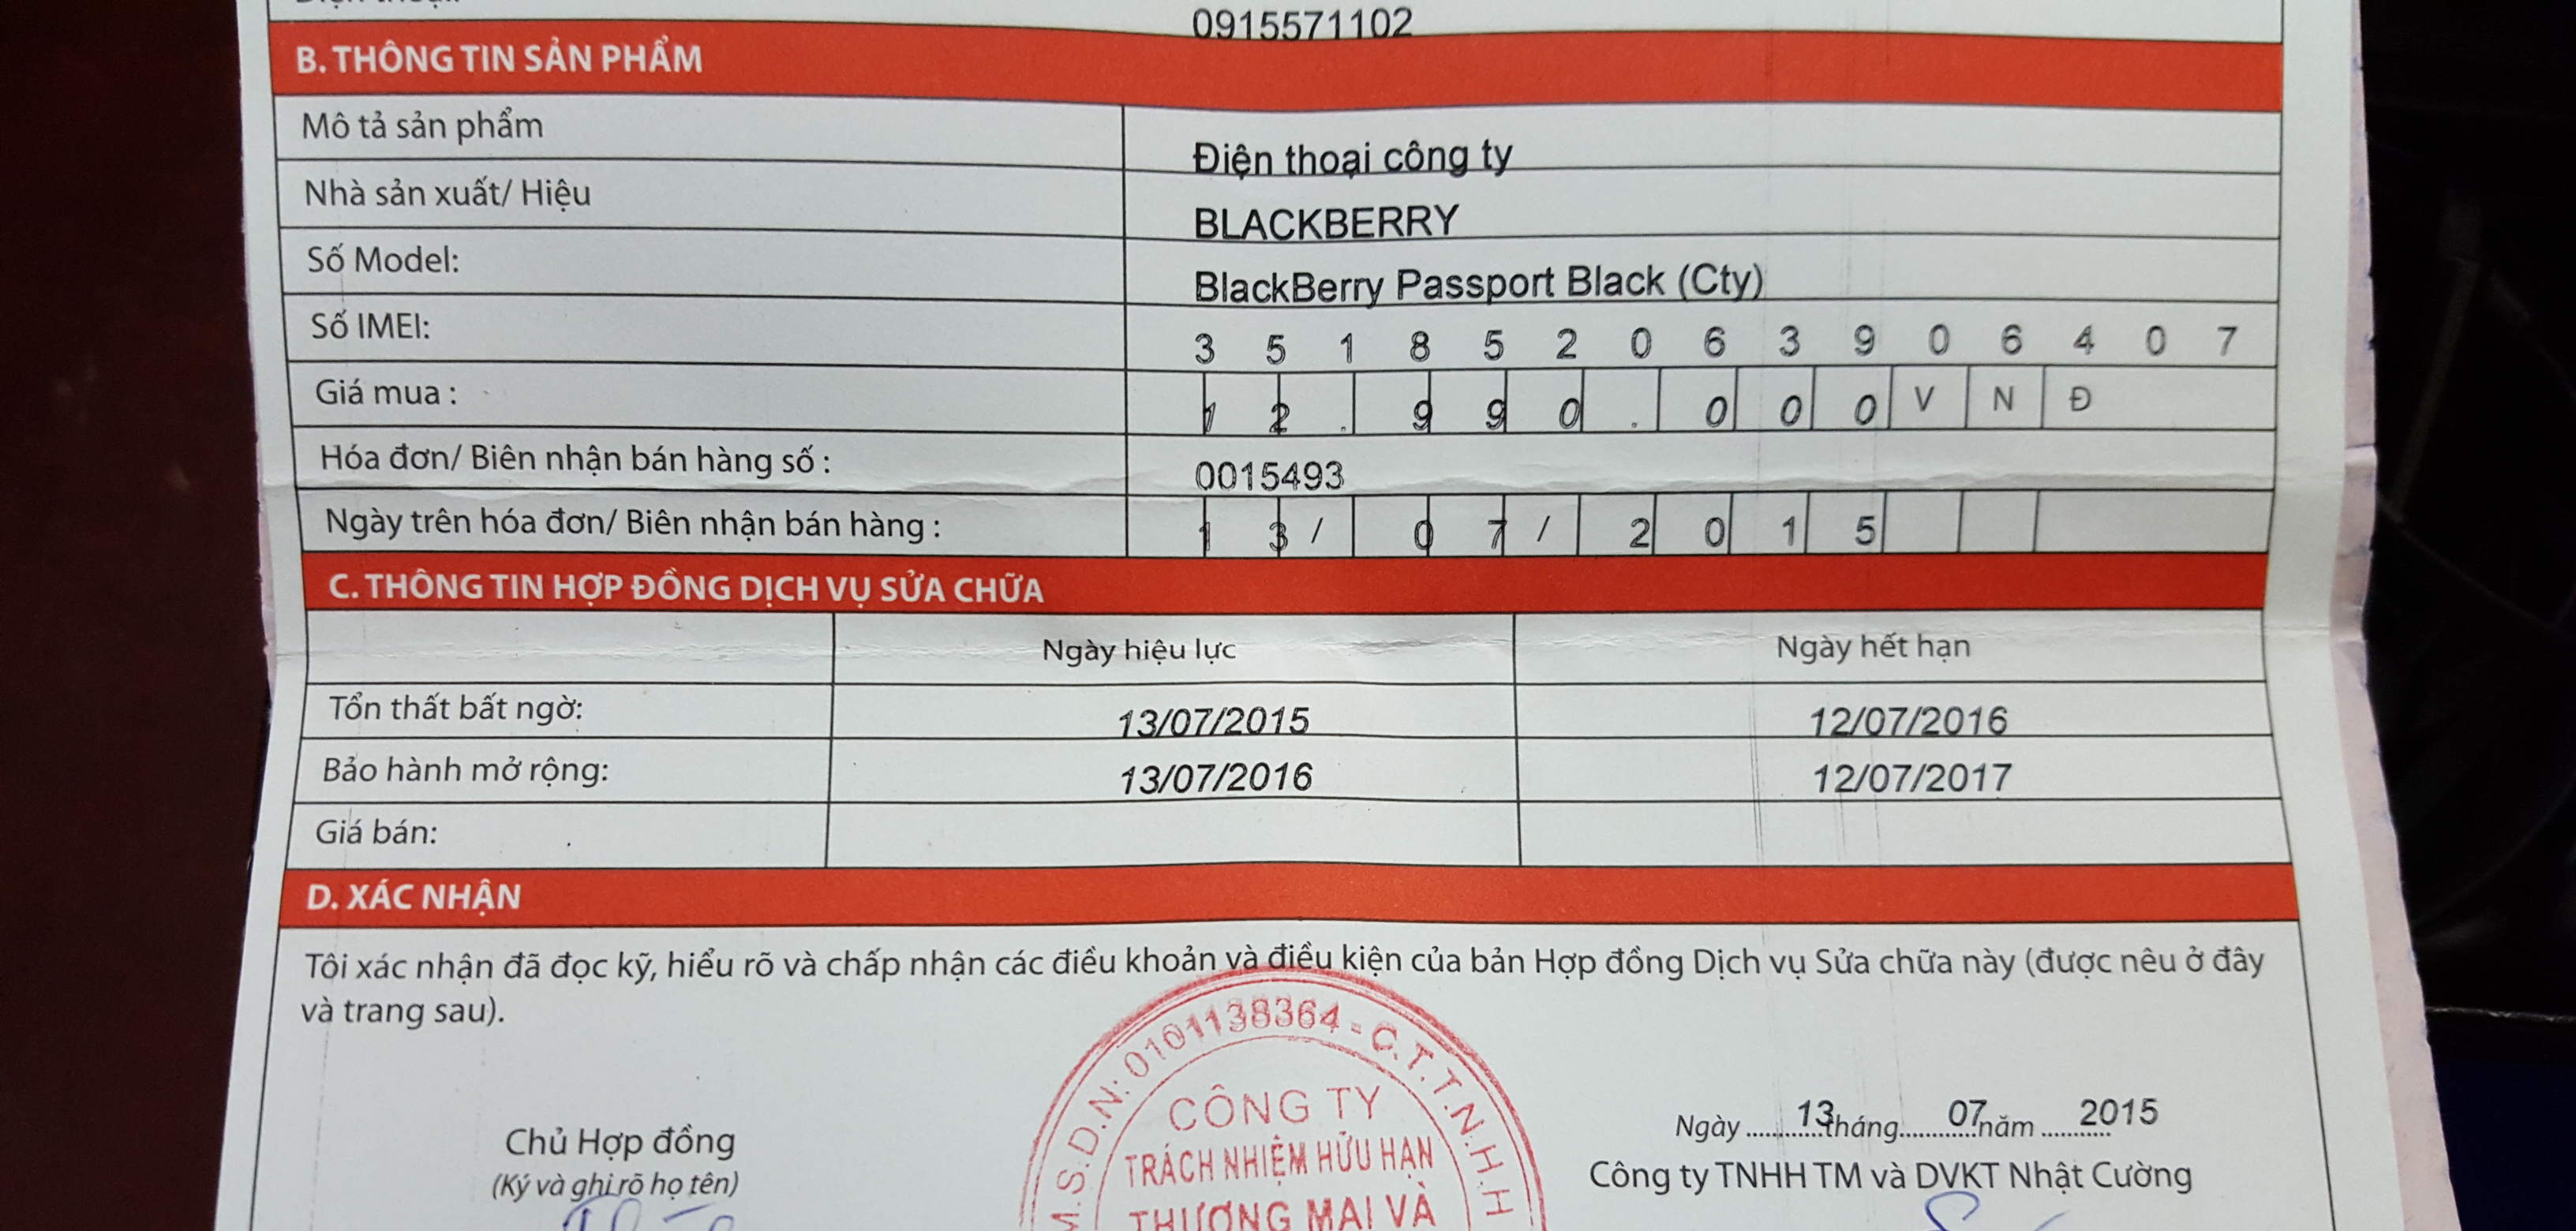 0915571102
B. THÔNG TIN SẢN PHẨM
Mô tả sản phẩm Điện thoại công ty
Nhà sản xuất/ Hiệu BLACKBERRY
Số Model: BlackBerry Passport Black (Cty)
Số IMEI: 3 5 1 8 5 2 0 6 3 9 0 6 4 0 7
Giá mua : 1 2 . 9 9 0 . 0 0 0 V N Đ
Hóa đơn/ Biên nhận bán hàng số : 0015493
Ngày trên hóa đơn/ Biên nhận bán hàng : 1 3 / 0 7 / 2 0 1 5
C. THÔNG TIN HỢP ĐỒNG DỊCH VỤ SỬA CHỮA
Ngày hiệu lực Ngày hết hạn
Tổn thất bất ngờ: 13/07/2015 12/07/2016
Bảo hành mở rộng: 13/07/2016 12/07/2017
Giá bán:
D. XÁC NHẬN
Tôi xác nhận đã đọc kỹ, hiểu rõ và chấp nhận các điều khoản và điều kiện của bản Hợp đồng Dịch vụ Sửa chữa này (được nêu ở đây
và trang sau).
M.S.D.N: 0101138364 - C.T.T.N.H.H
CÔNG TY
TRÁCH NHIỆM HỮU HẠN
THƯƠNG MẠI VÀ
Ngày ............13tháng............07năm ..........2015
Chủ Hợp đồng
(Ký và ghi rõ họ tên)
Công ty TNHH TM và DVKT Nhật Cường